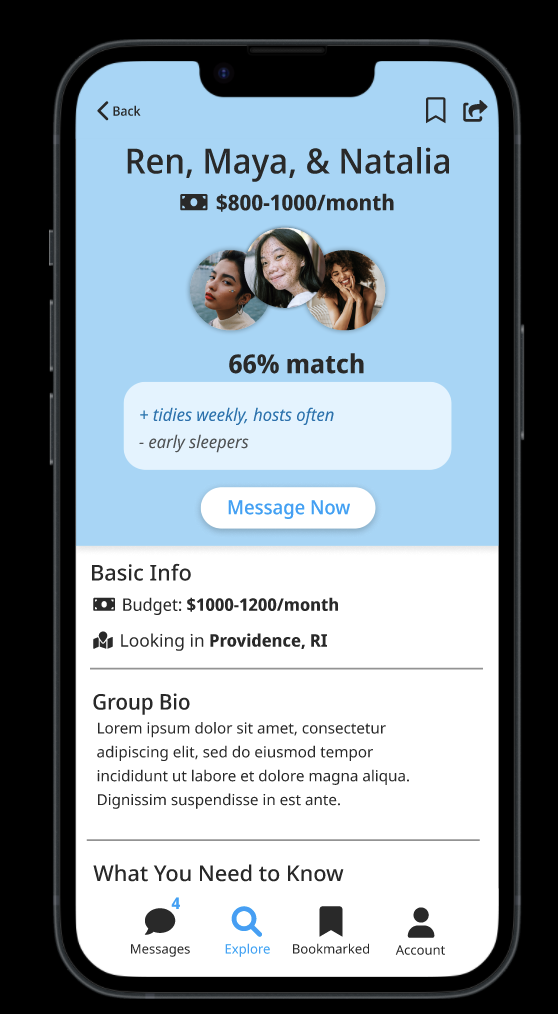 Back
Ren, Maya, & Natalia
$800-1000/month
66% match
+ tidies weekly, hosts often
- early sleepers
Message Now
Basic Info
Budget: $1000-1200/month
Looking in Providence, RI
Group Bio
Lorem ipsum dolor sit amet, consectetur
adipiscing elit, sed do eiusmod tempor
incididunt ut labore et dolore magna aliqua.
Dignissim suspendisse in est ante.
What You Need to Know
4
Messages Explore Bookmarked Account